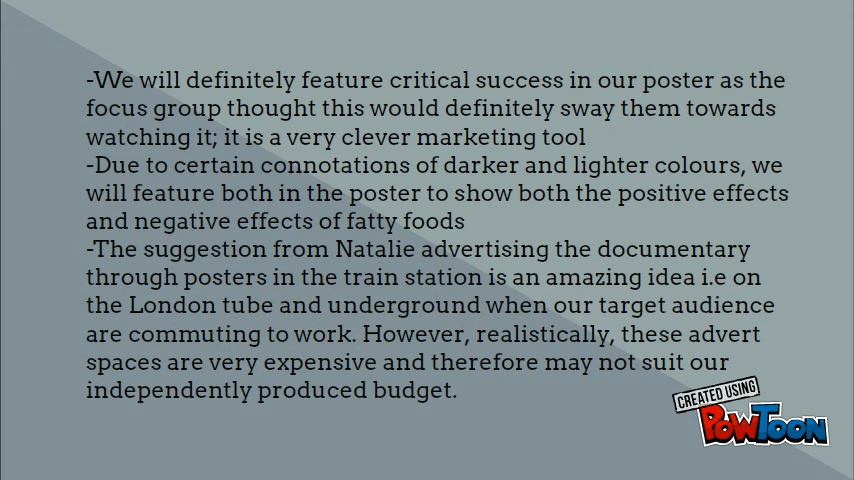 -We will definitely feature critical success in our poster as the
focus group thought this would definitely sway them towards
watching it; it is a very clever marketing tool
-Due to certain connotations of darker and lighter colours, we
will feature both in the poster to show both the positive effects
and negative effects of fatty foods
-The suggestion from Natalie advertising the documentary
through posters in the train station is an amazing idea i.e on
the London tube and underground when our target audience
are commuting to work. However, realistically, these advert
spaces are very expensive and therefore may not suit our
independently produced budget.
CREATED USING
POWTOON